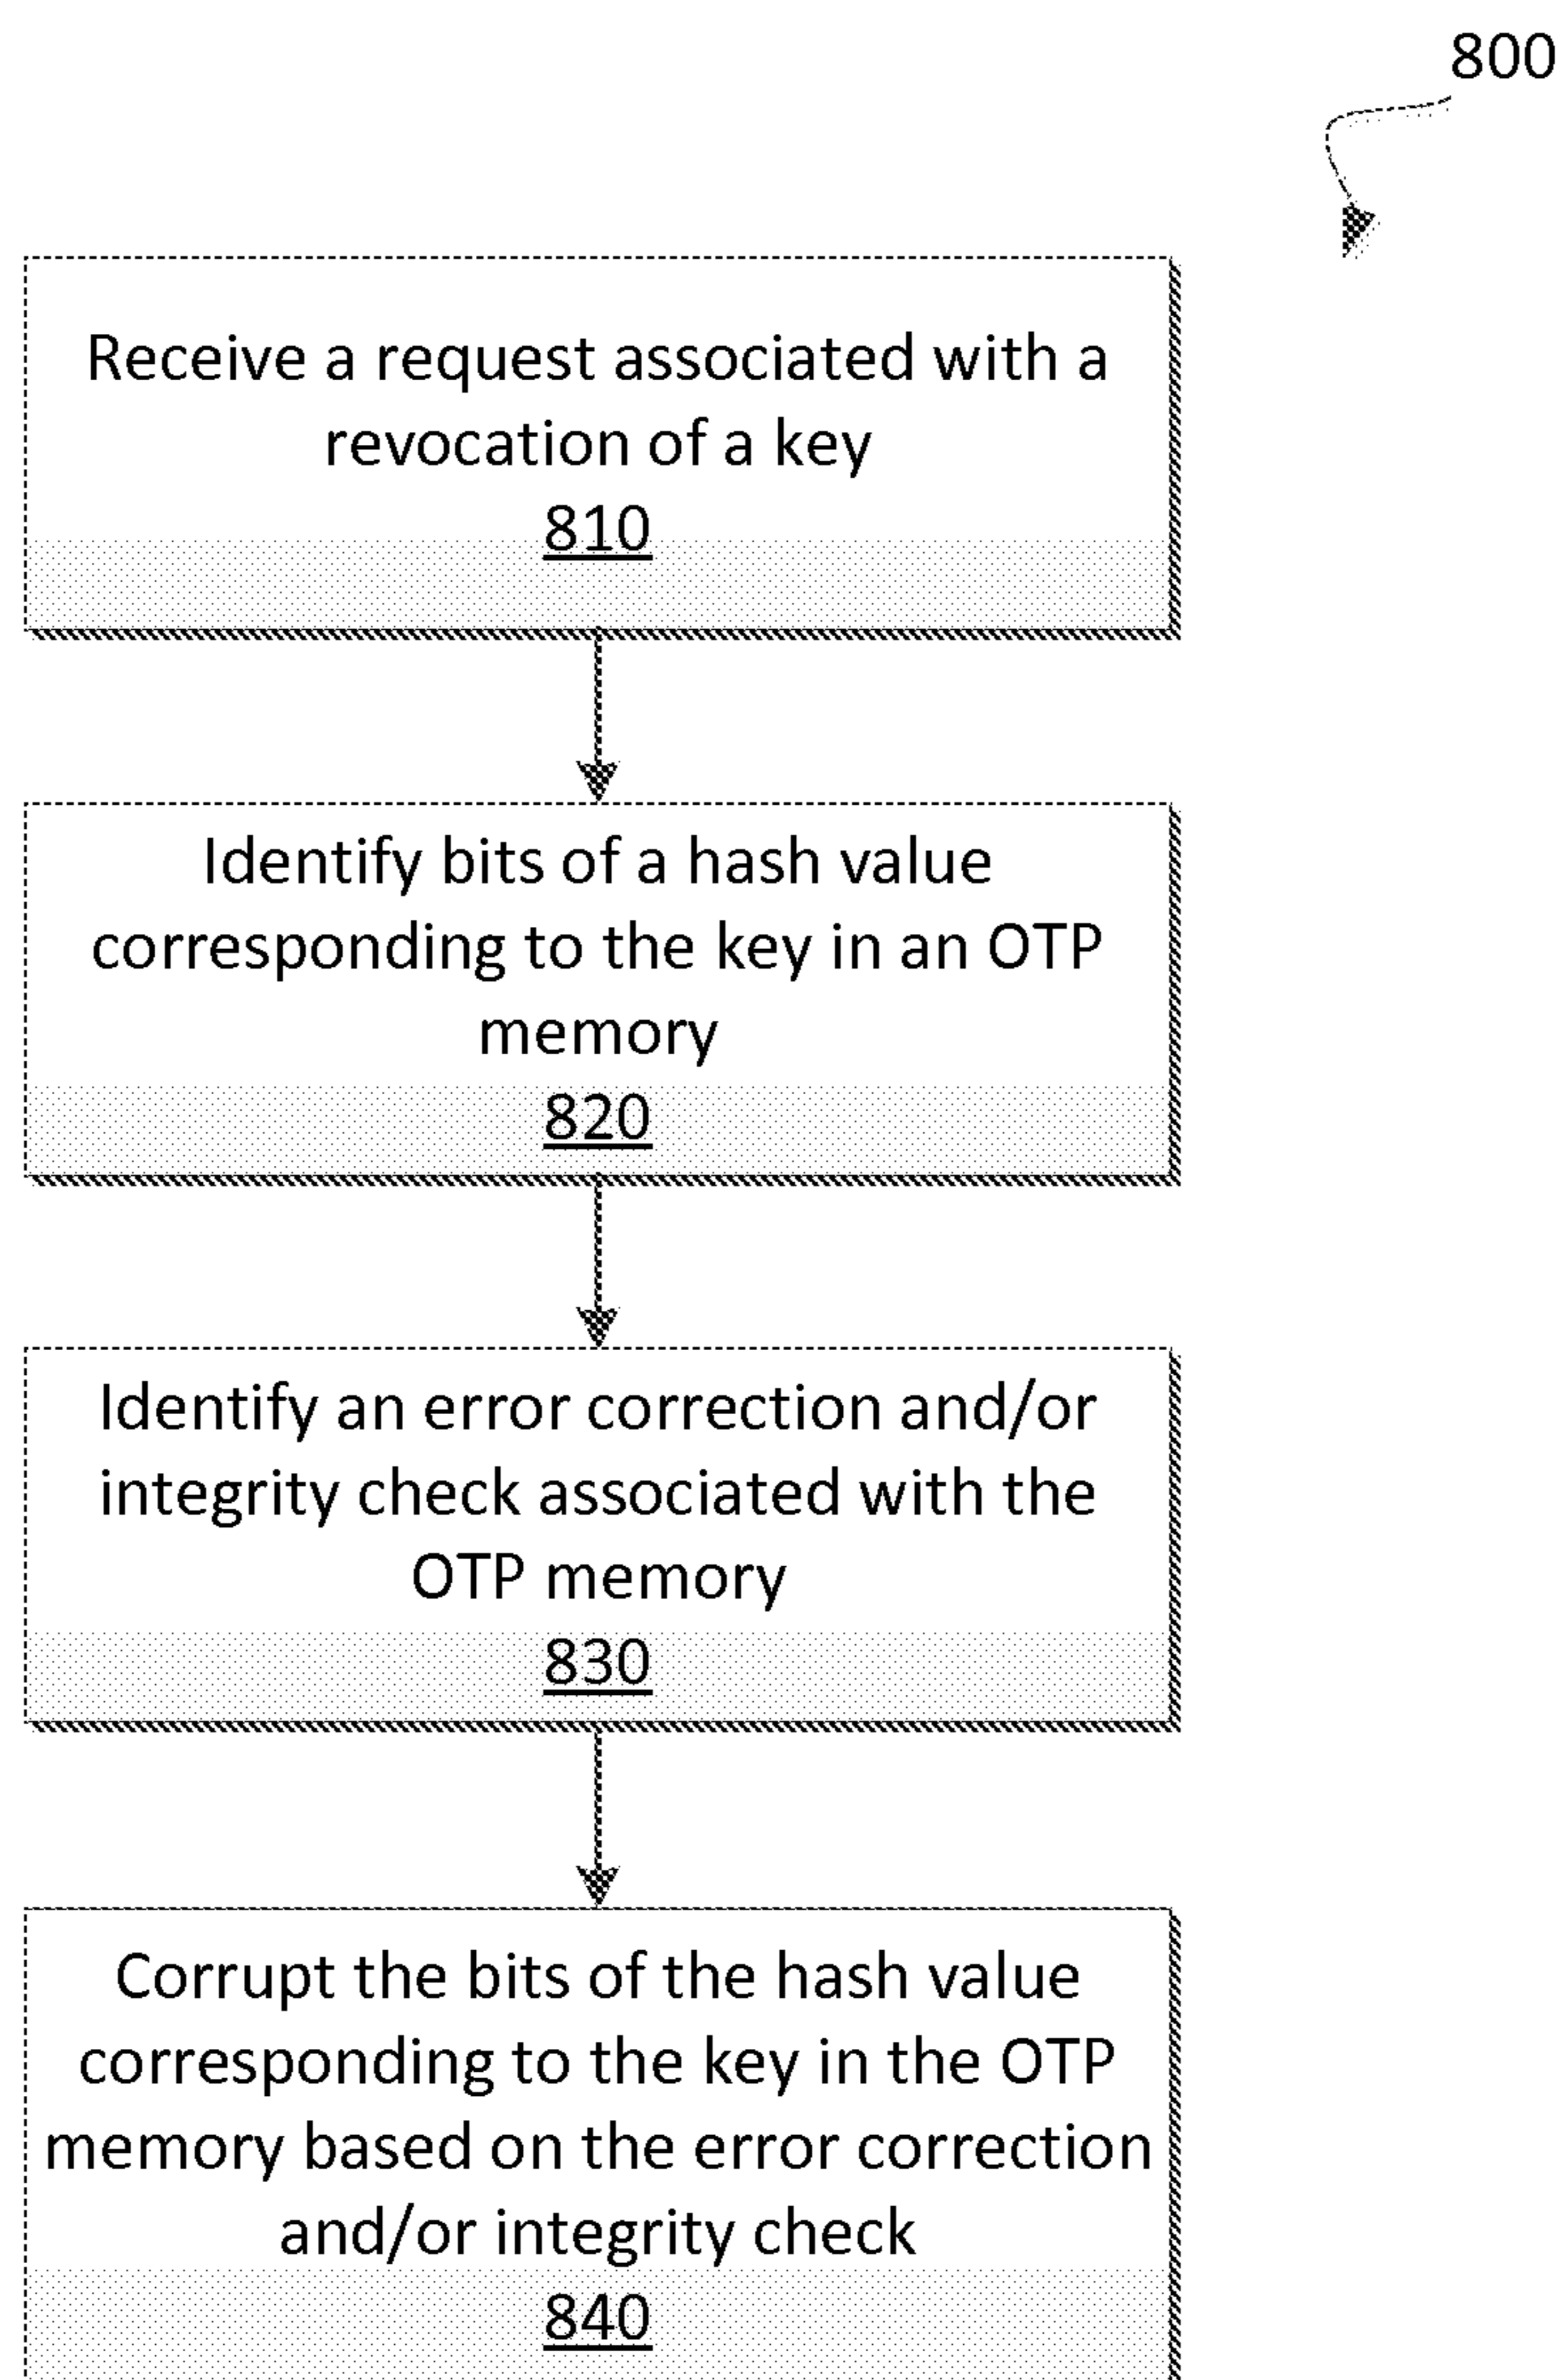 800
Receive a request associated with a
revocation of a key
810
Identify bits of a hash value
corresponding to the key in an OTP
memory
820
Identify an error correction and/or
integrity check associated with the
OTP memory
830
Corrupt the bits of the hash value
corresponding to the key in the OTP
memory based on the error correction
and/or integrity check
840